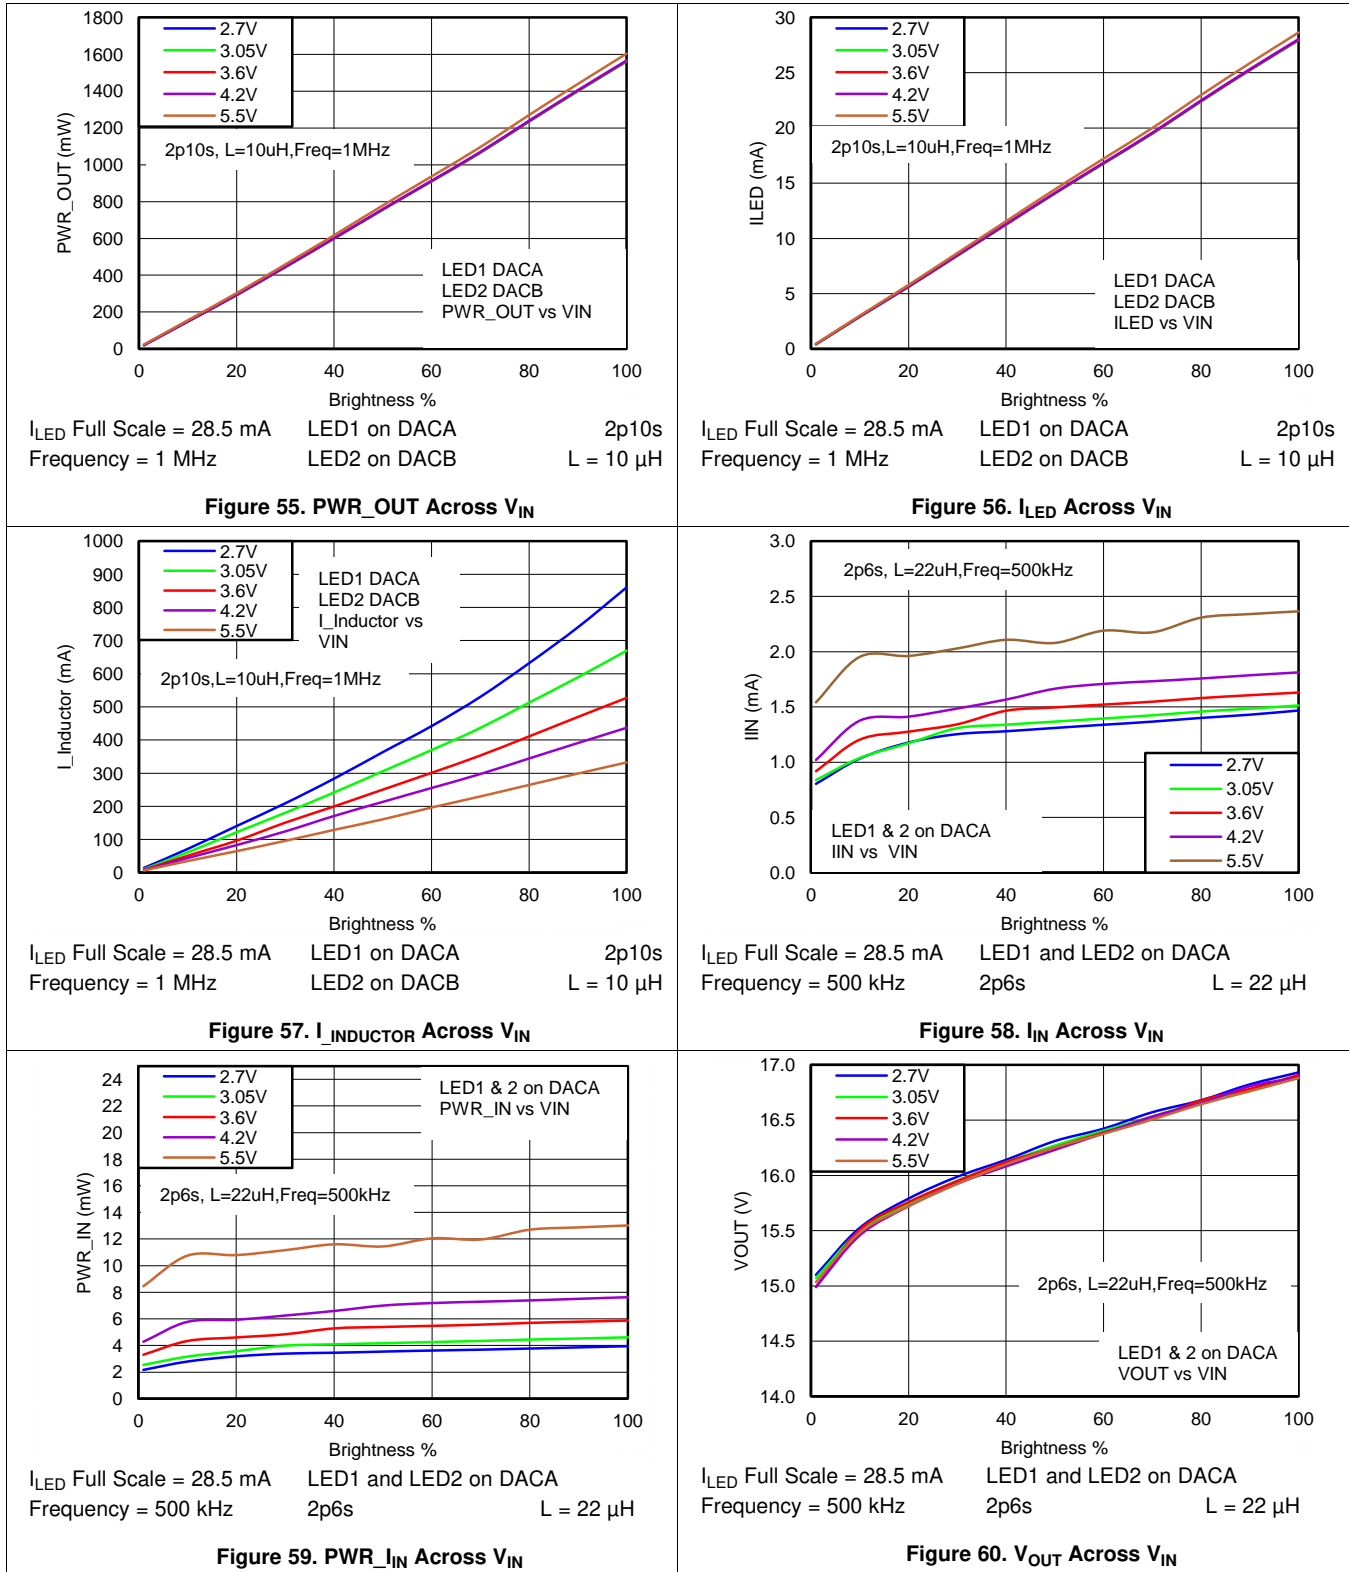 1800
1600
1400
1200
1000
800
600
400
200
0
PWR_OUT (mW)
2.7V
3.05V
3.6V
4.2V
5.5V
2p10s, L=10uH,Freq=1MHz
LED1 DACA
LED2 DACB
PWR_OUT vs VIN
0 20 40 60 80 100
Brightness %
I_LED Full Scale = 28.5 mA LED1 on DACA 2p10s
Frequency = 1 MHz LED2 on DACB L = 10 µH
Figure 55. PWR_OUT Across V_IN
30
25
20
15
10
5
0
ILED (mA)
2.7V
3.05V
3.6V
4.2V
5.5V
2p10s,L=10uH,Freq=1MHz
LED1 DACA
LED2 DACB
ILED vs VIN
0 20 40 60 80 100
Brightness %
I_LED Full Scale = 28.5 mA LED1 on DACA 2p10s
Frequency = 1 MHz LED2 on DACB L = 10 µH
Figure 56. I_LED Across V_IN
1000
900
800
700
600
500
400
300
200
100
0
I_Inductor (mA)
2.7V
3.05V
3.6V
4.2V
5.5V
LED1 DACA
LED2 DACB
I_Inductor vs
VIN
2p10s,L=10uH,Freq=1MHz
0 20 40 60 80 100
Brightness %
I_LED Full Scale = 28.5 mA LED1 on DACA 2p10s
Frequency = 1 MHz LED2 on DACB L = 10 µH
Figure 57. I_INDUCTOR Across V_IN
3.0
2.5
2.0
1.5
1.0
0.5
0.0
IIN (mA)
2p6s, L=22uH,Freq=500kHz
2.7V
3.05V
3.6V
4.2V
5.5V
LED1 & 2 on DACA
IIN vs VIN
0 20 40 60 80 100
Brightness %
I_LED Full Scale = 28.5 mA LED1 and LED2 on DACA
Frequency = 500 kHz 2p6s L = 22 µH
Figure 58. I_IN Across V_IN
24
22
20
18
16
14
12
10
8
6
4
2
0
PWR_IN (mW)
2.7V
3.05V
3.6V
4.2V
5.5V
LED1 & 2 on DACA
PWR_IN vs VIN
2p6s, L=22uH,Freq=500kHz
0 20 40 60 80 100
Brightness %
I_LED Full Scale = 28.5 mA LED1 and LED2 on DACA
Frequency = 500 kHz 2p6s L = 22 µH
Figure 59. PWR_I_IN Across V_IN
17.0
16.5
16.0
15.5
15.0
14.5
14.0
VOUT (V)
2.7V
3.05V
3.6V
4.2V
5.5V
2p6s, L=22uH,Freq=500kHz
LED1 & 2 on DACA
VOUT vs VIN
0 20 40 60 80 100
Brightness %
I_LED Full Scale = 28.5 mA LED1 and LED2 on DACA
Frequency = 500 kHz 2p6s L = 22 µH
Figure 60. V_OUT Across V_IN